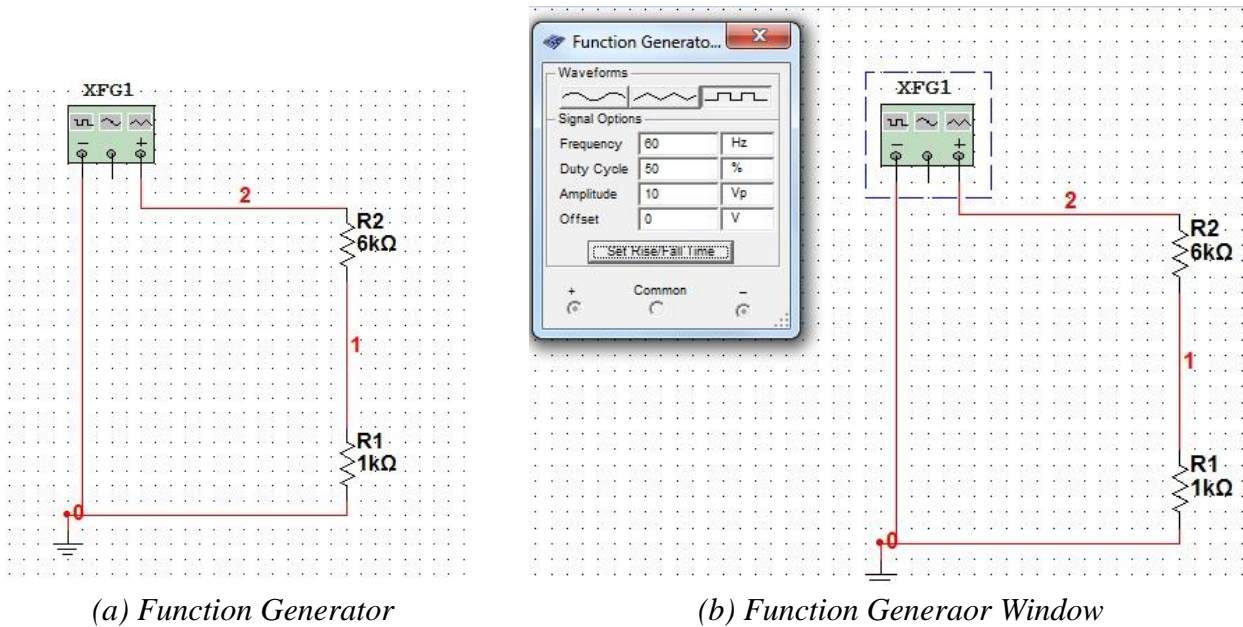 XFG1
2
R2
6kΩ
1
R1
1kΩ
0
(a) Function Generator
Function Generato...
Waveforms
Signal Options
Frequency 60 Hz
Duty Cycle 50 %
Amplitude 10 Vp
Offset 0 V
Set Rise/Fall Time
+ Common −
XFG1
2
R2
6kΩ
1
R1
1kΩ
0
(b) Function Generaor Window